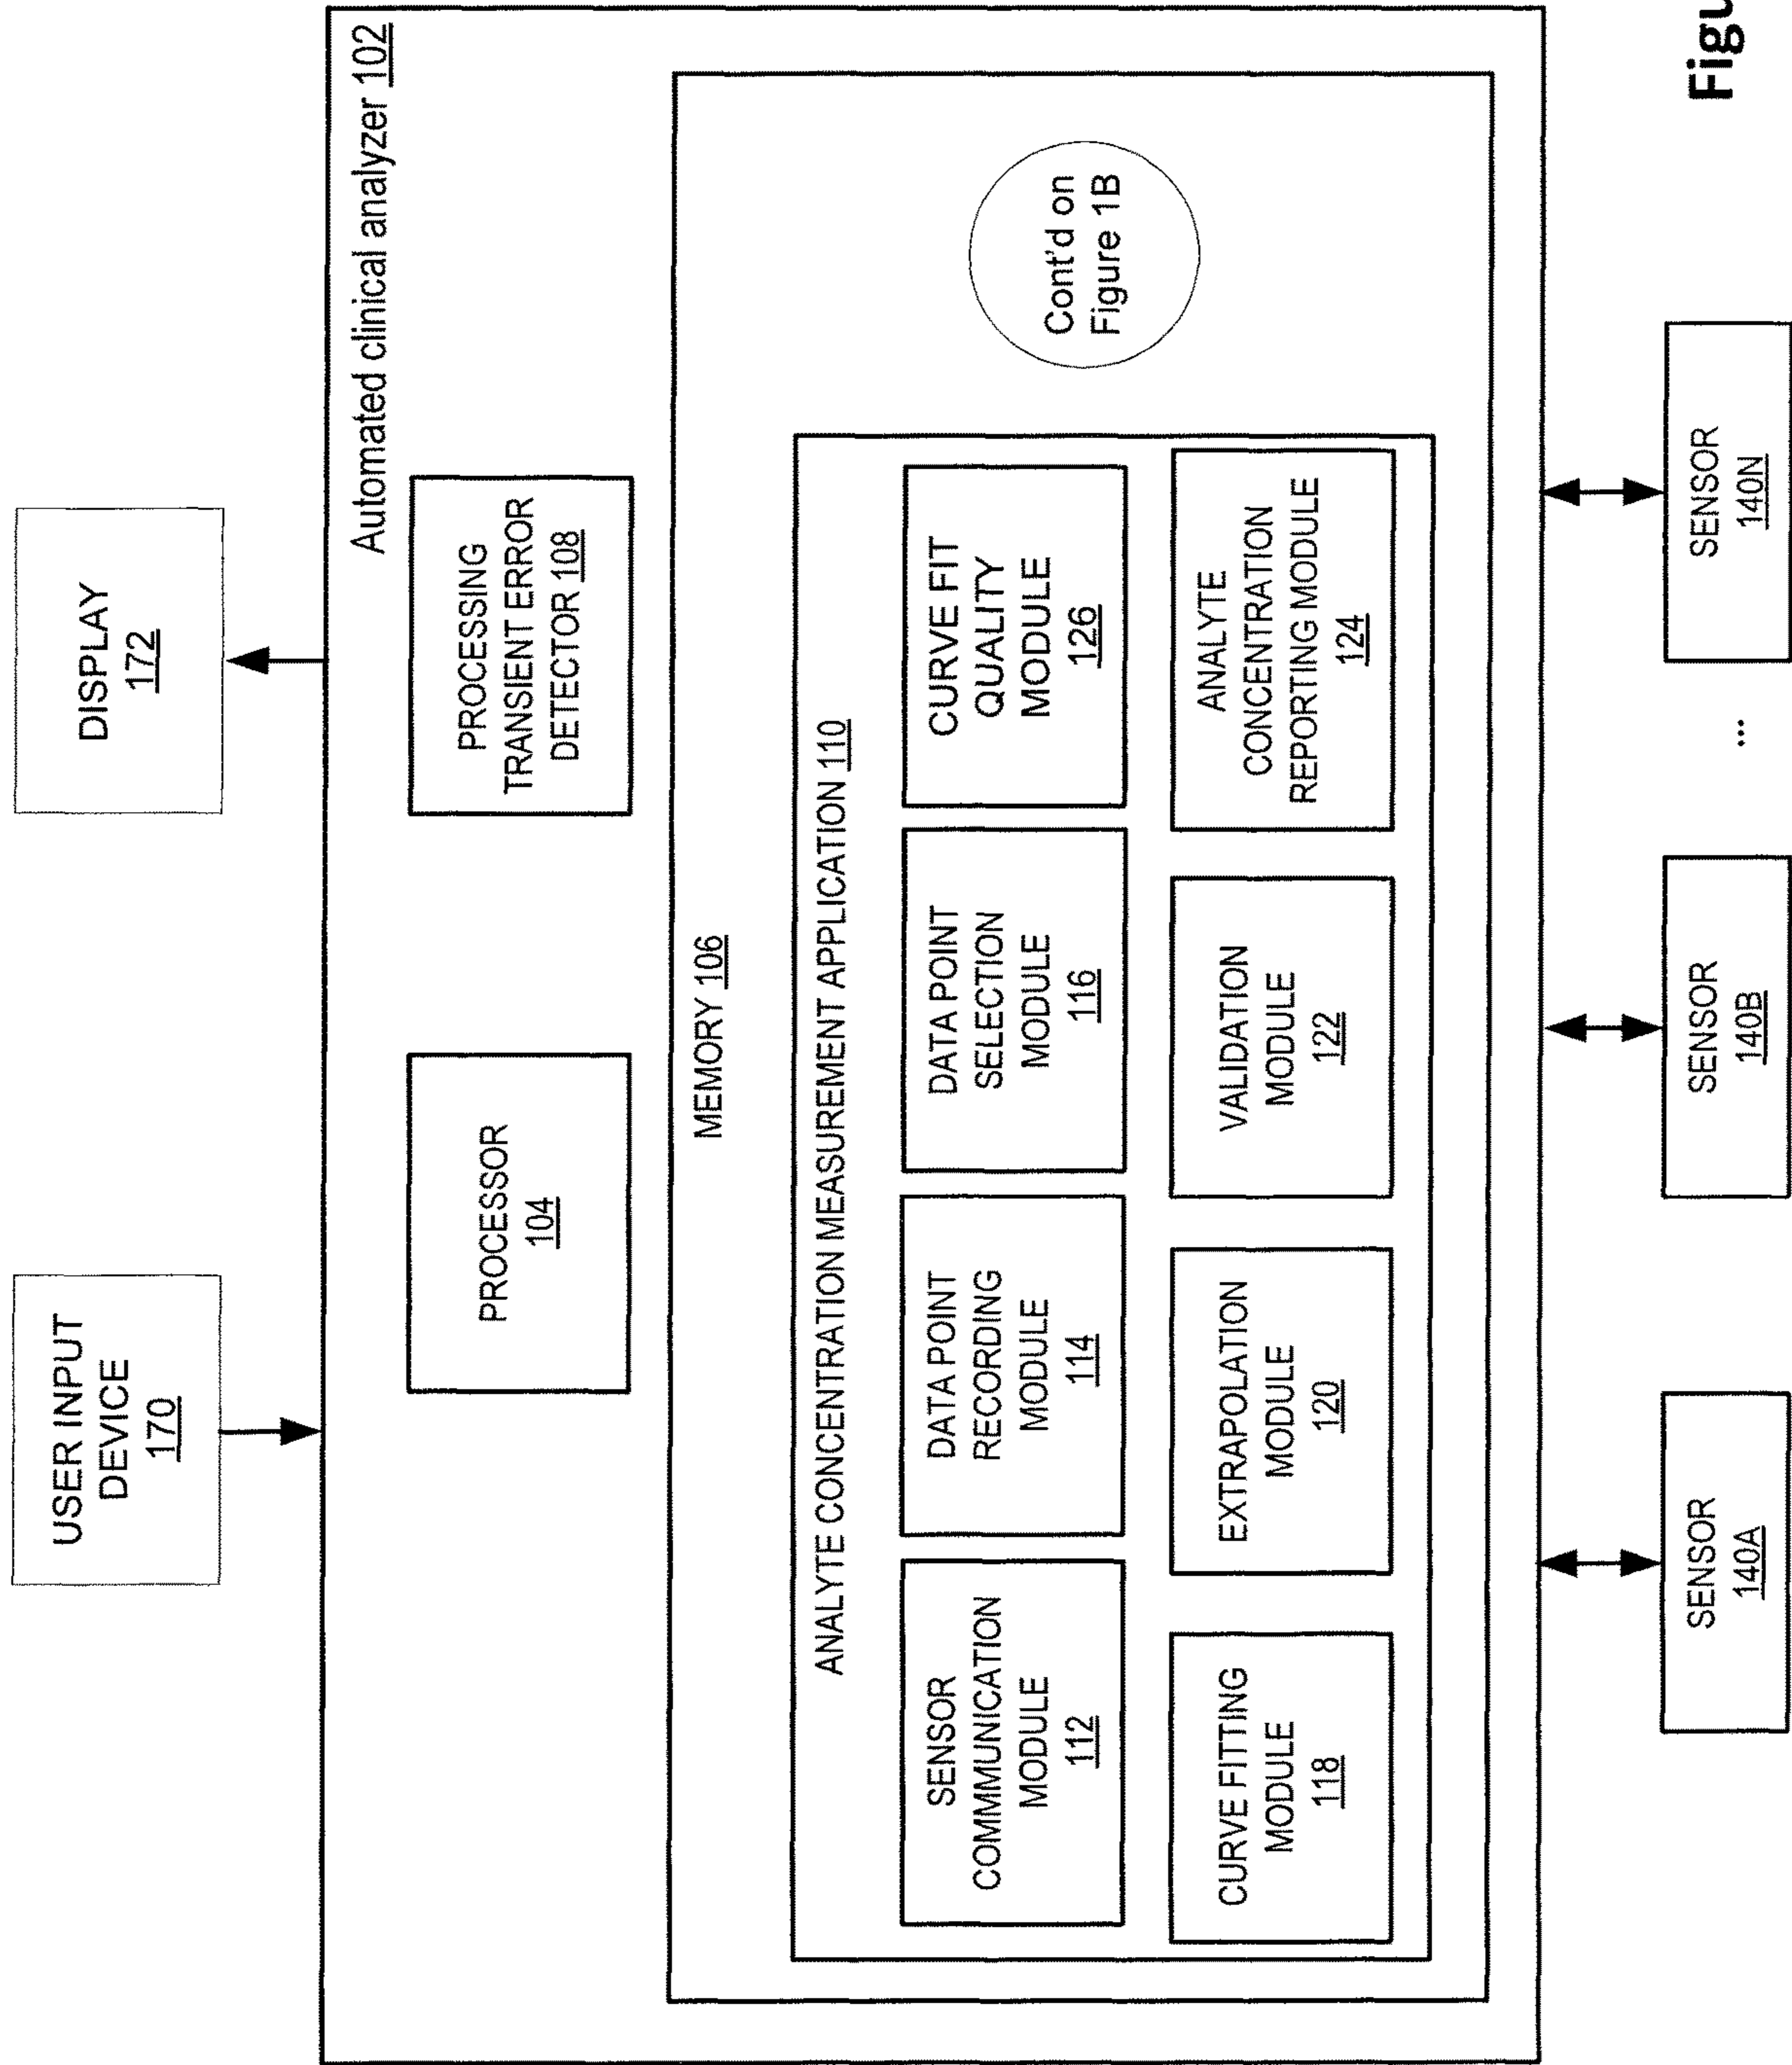 USER INPUT
DEVICE
170
DISPLAY
172
Automated clinical analyzer 102
PROCESSOR
104
PROCESSING
TRANSIENT ERROR
DETECTOR 108
MEMORY 106
ANALYTE CONCENTRATION MEASUREMENT APPLICATION 110
SENSOR
COMMMUNICATION
MODULE
112
DATA POINT
RECORDING
MODULE
114
DATA POINT
SELECTION
MODULE
116
CURVE FIT
QUALITY
MODULE
126
CURVE FITTING
MODULE
118
EXTRAPOLATION
MODULE
120
VALIDATION
MODULE
122
ANALYTE
CONCENTRATION
REPORTING MODULE
124
Cont'd on
Figure 1B
SENSOR
140A
SENSOR
140B
...
SENSOR
140N